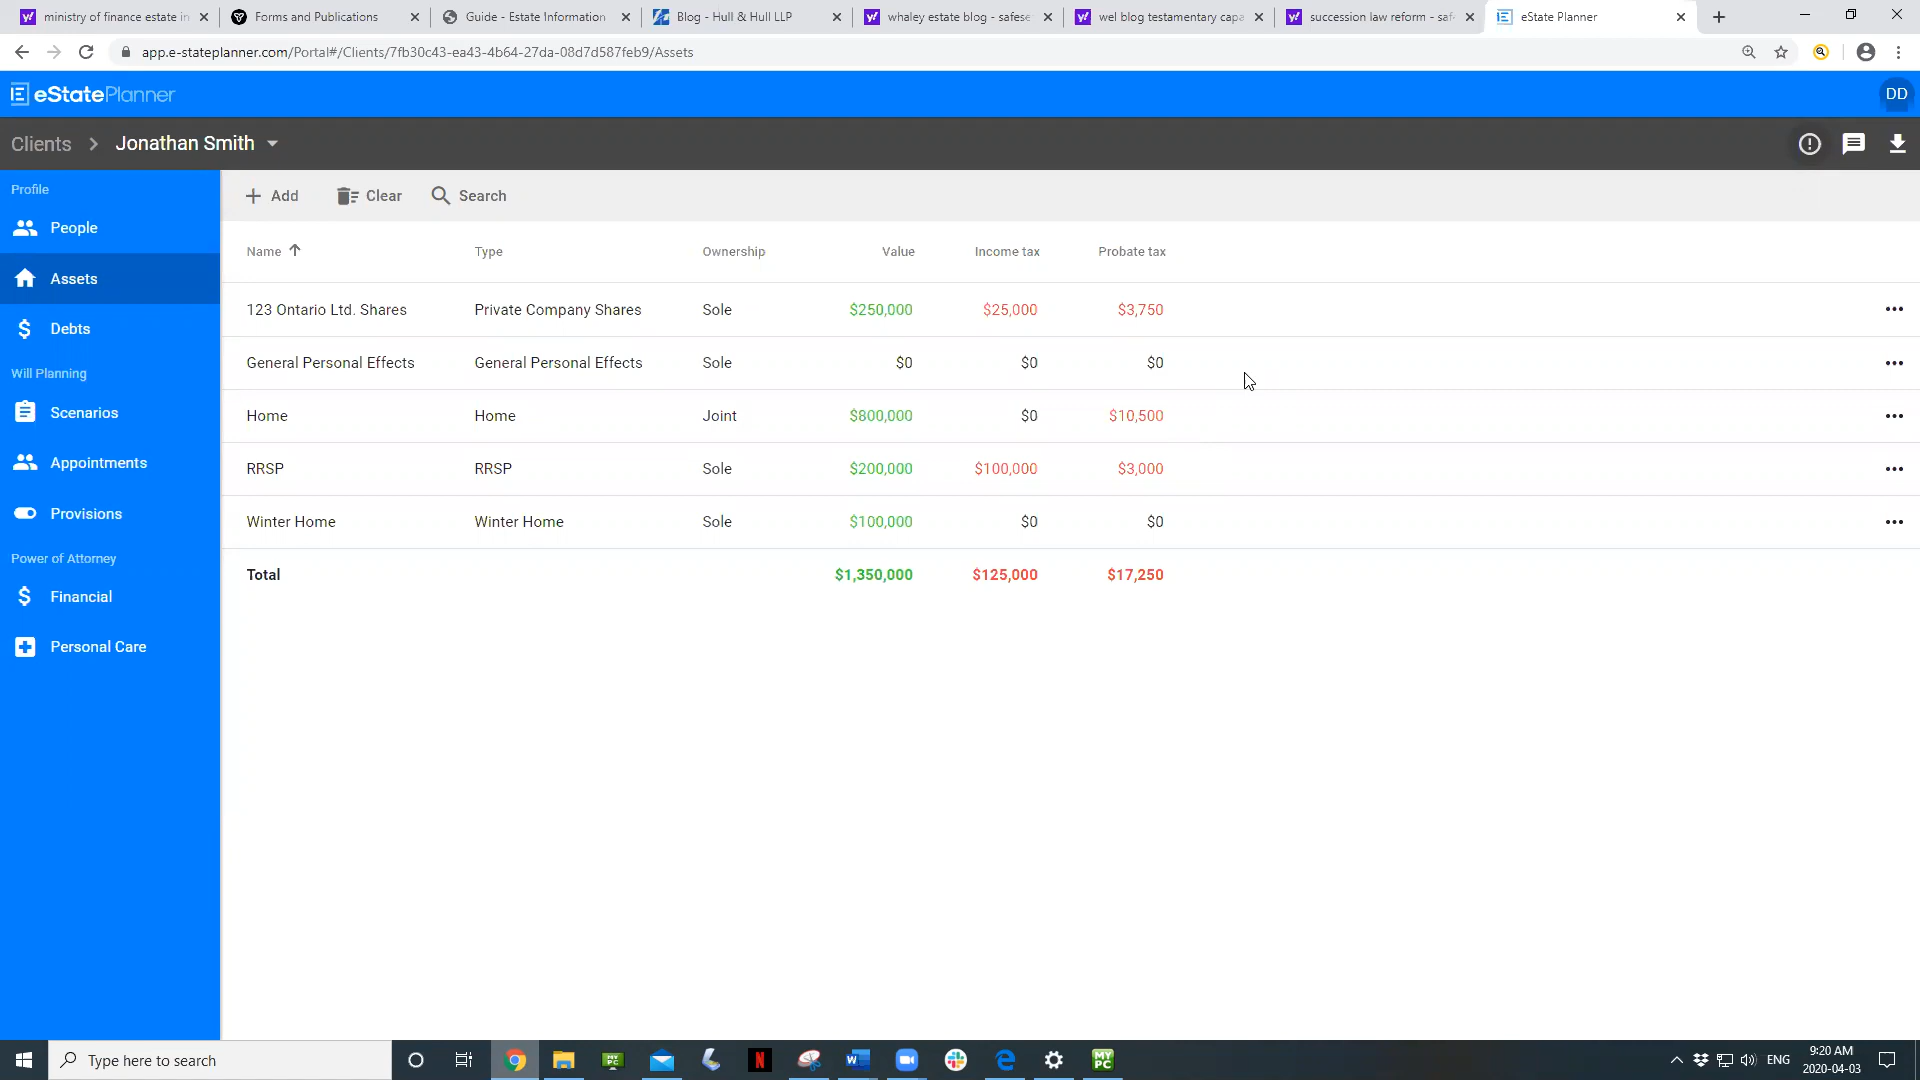 ministry of finance estate in
Forms and Publications
Guide - Estate Information
Blog - Hull & Hull LLP
whaley estate blog - safese
wel blog testamentary capa
succession law reform - saf
eState Planner
app.e-stateplanner.com/Portal#/Clients/7fb30c43-ea43-4b64-27da-08d7d587feb9/Assets
eStatePlanner
DD
Clients > Jonathan Smith
Profile
People
Assets
Debts
Will Planning
Scenarios
Appointments
Provisions
Power of Attorney
Financial
Personal Care
Add Clear Search
Name Type Ownership Value Income tax Probate tax
123 Ontario Ltd. Shares Private Company Shares Sole $250,000 $25,000 $3,750
General Personal Effects General Personal Effects Sole $0 $0 $0
Home Home Joint $800,000 $0 $10,500
RRSP RRSP Sole $200,000 $100,000 $3,000
Winter Home Winter Home Sole $100,000 $0 $0
Total $1,350,000 $125,000 $17,250
Type here to search
MY PC
N
W
MY PC
ENG
9:20 AM
2020-04-03